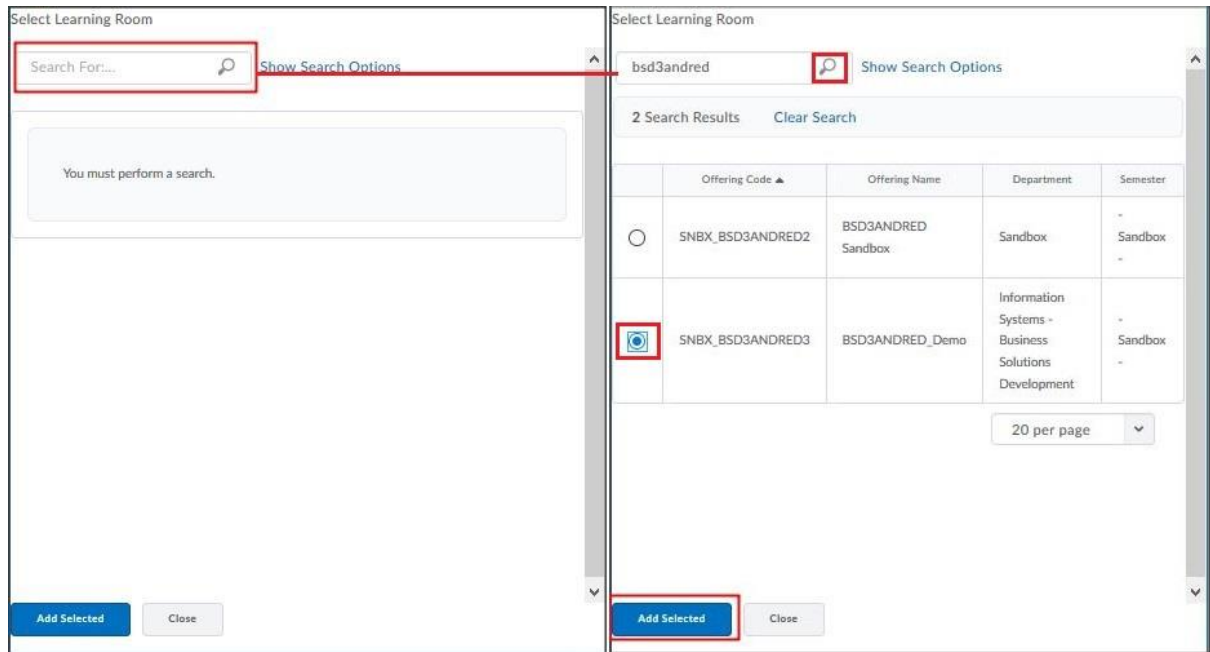 Select Learning Room
Search For:...
Show Search Options
You must perform a search.
Add Selected
Close
Select Learning Room
bsd3andred
Show Search Options
2 Search Results
Clear Search
Offering Code ▲
Offering Name
Department
Semester
SNBX_BSD3ANDRED2
BSD3ANDRED
Sandbox
Sandbox
-
Sandbox
-
SNBX_BSD3ANDRED3
BSD3ANDRED_Demo
Information
Systems -
Business
Solutions
Development
-
Sandbox
-
20 per page
Add Selected
Close